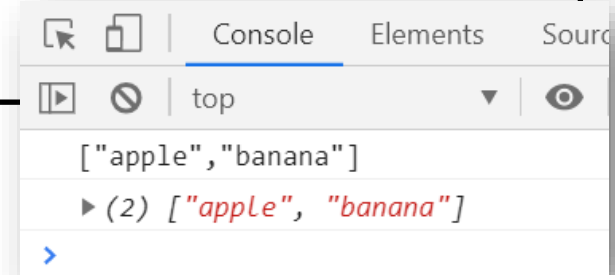 Console Elements Sourc
top
["apple","banana"]
(2) ["apple", "banana"]